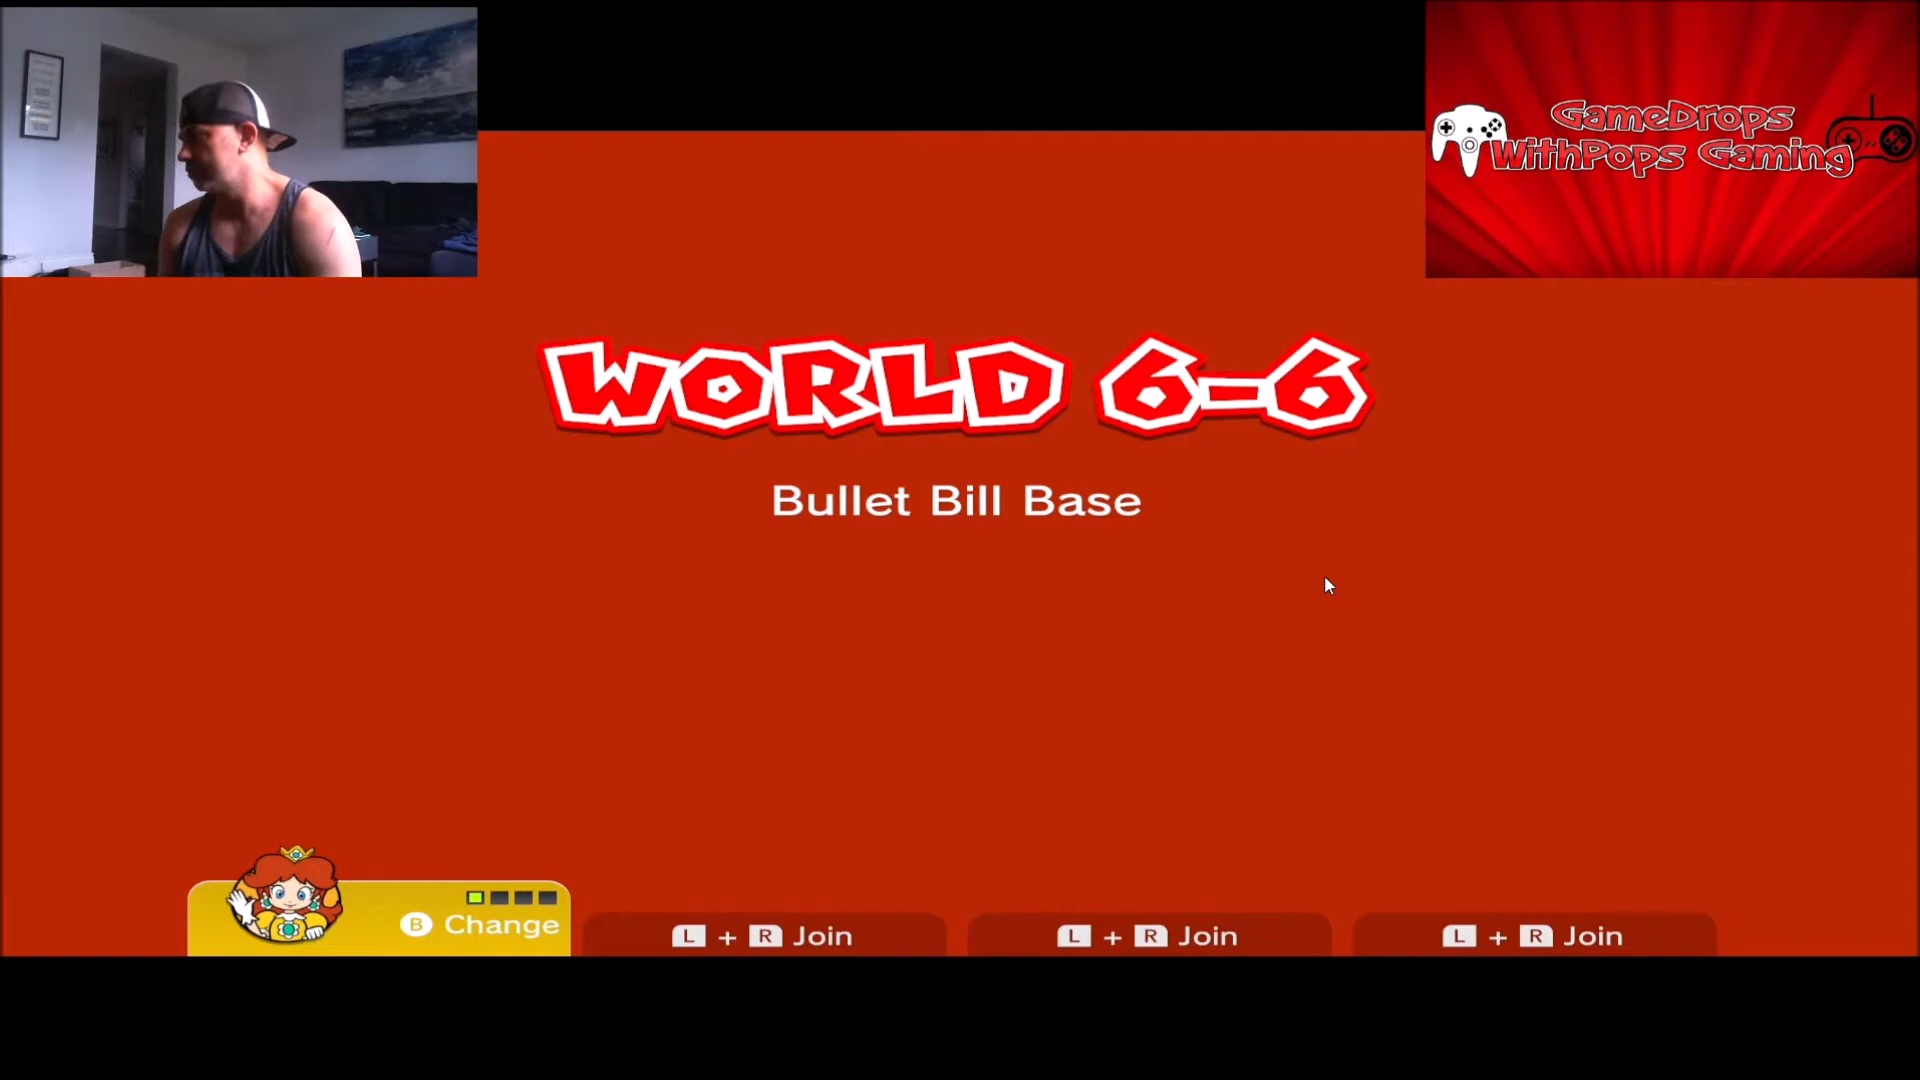 GameDrops
WithPops Gaming
WORLD 6-6
Bullet Bill Base
B Change
L + R Join
L + R Join
L + R Join